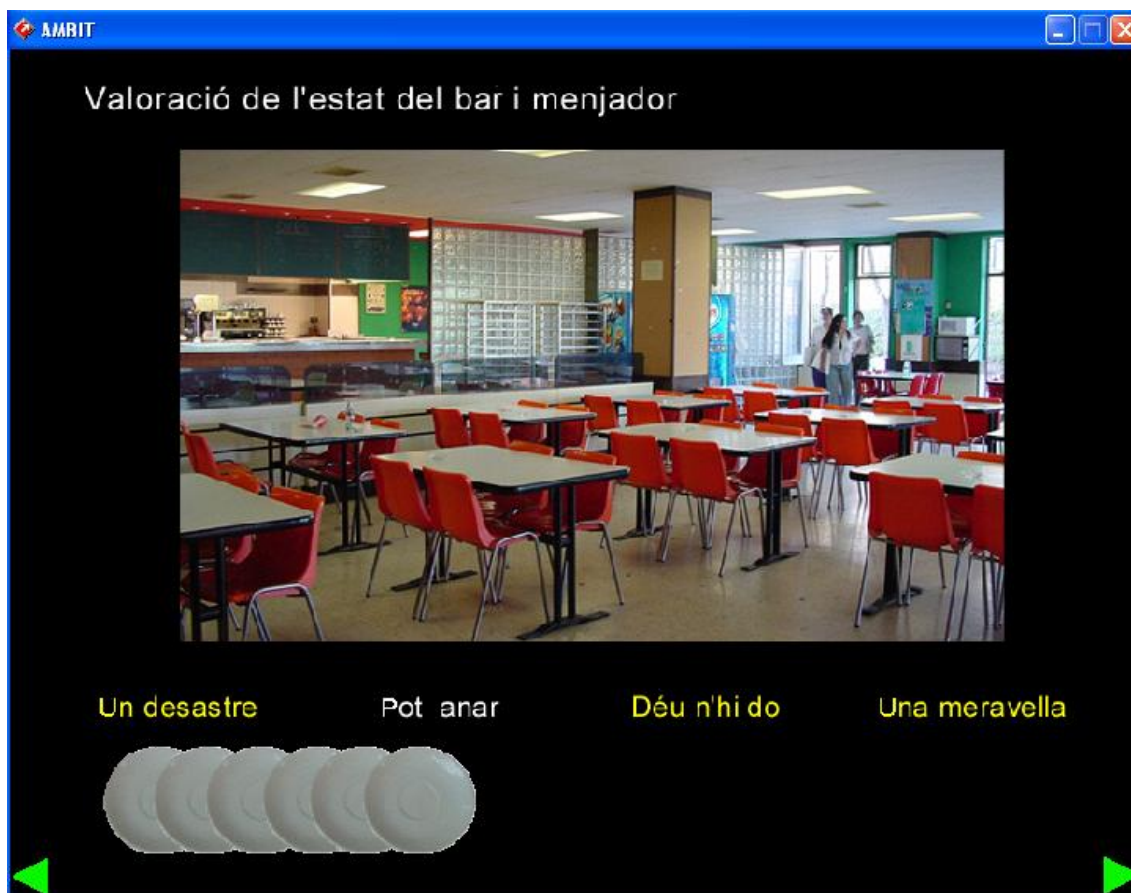 AMBIT
Valoració de l'estat del bar i menjador
Un desastre Pot anar Déu n'hi do Una meravella